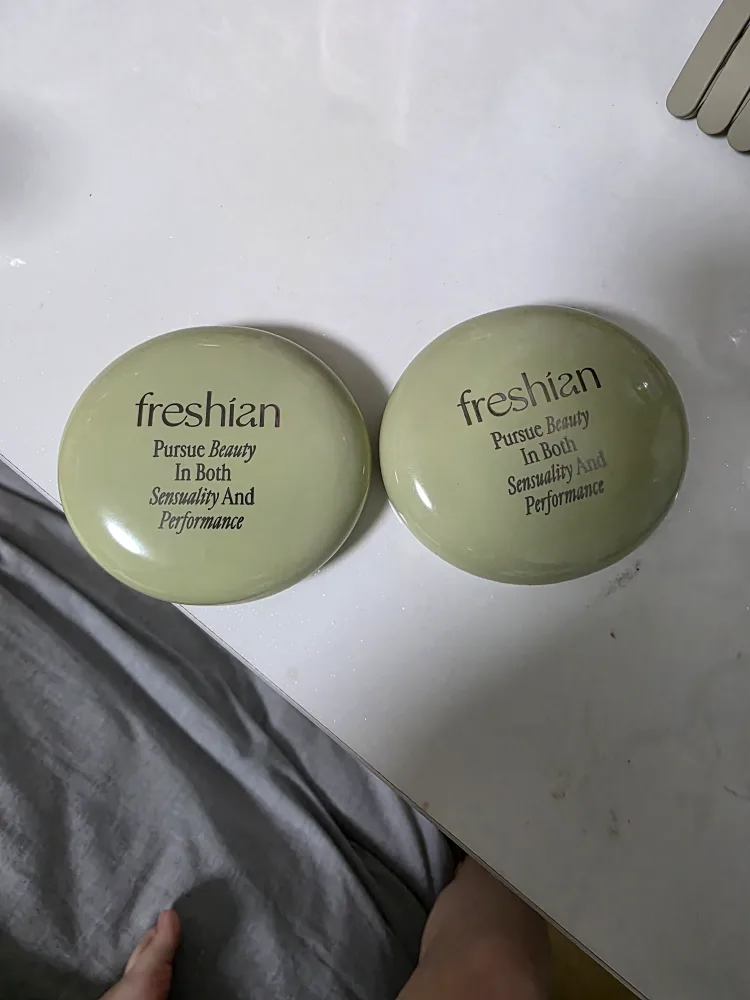 freshian
Pursue Beauty
In Both
Sensuality And
Performance
freshian
Pursue Beauty
In Both
Sensuality And
Performance